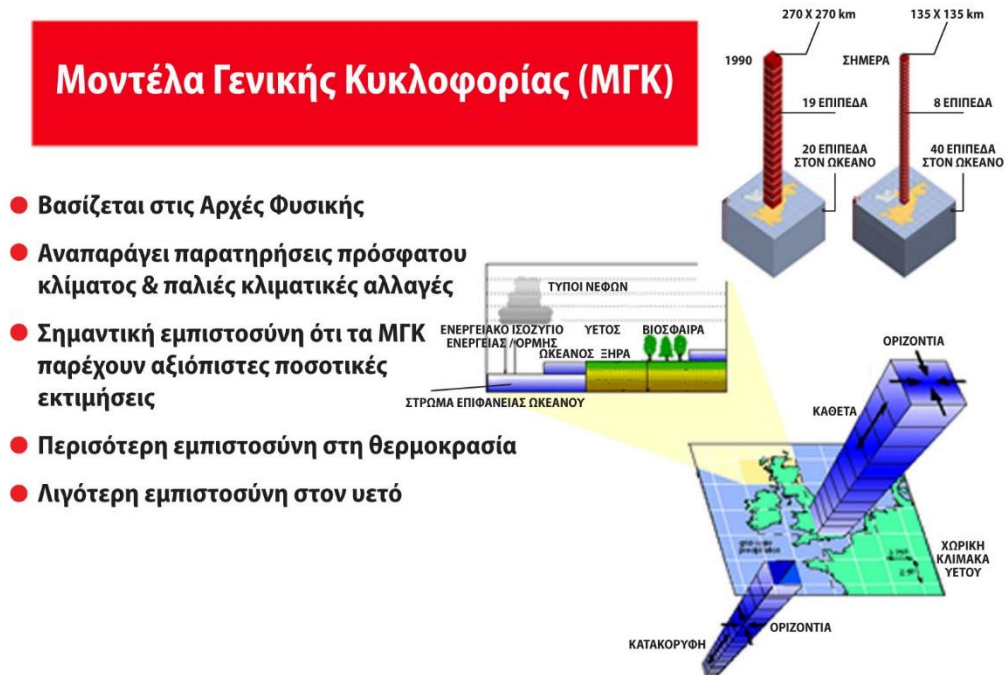 Μοντέλα Γενικής Κυκλοφορίας (ΜΓΚ)
● Βασίζεται στις Αρχές Φυσικής
● Αναπαράγει παρατηρήσεις πρόσφατου
κλίματος & παλιές κλιματικές αλλαγές
● Σημαντική εμπιστοσύνη ότι τα ΜΓΚ
παρέχουν αξιόπιστες ποσοτικές
εκτιμήσεις
● Περισότερη εμπιστοσύνη στη θερμοκρασία
● Λιγότερη εμπιστοσύνη στον υετό
270 X 270 km
1990
19 ΕΠΙΠΕΔΑ
20 ΕΠΙΠΕΔΑ
ΣΤΟΝ ΩΚΕΑΝΟ
135 X 135 km
ΣΗΜΕΡΑ
8 ΕΠΙΠΕΔΑ
40 ΕΠΙΠΕΔΑ
ΣΤΟΝ ΩΚΕΑΝΟ
ΤΥΠΟΙ ΝΕΦΩΝ
ΕΝΕΡΓΕΙΑΚΟ ΙΣΟΖΥΓΙΟ
ΕΝΕΡΓΕΙΑΣ / ΟΡΜΗΣ
ΥΕΤΟΣ
ΒΙΟΣΦΑΙΡΑ
ΩΚΕΑΝΟΣ
ΞΗΡΑ
ΣΤΡΩΜΑ ΕΠΙΦΑΝΕΙΑΣ ΩΚΕΑΝΟΥ
ΟΡΙΖΟΝΤΙΑ
ΚΑΘΕΤΑ
ΧΩΡΙΚΗ
ΚΛΙΜΑΚΑ
ΥΕΤΟΥ
ΟΡΙΖΟΝΤΙΑ
ΚΑΤΑΚΟΡΥΦΗ